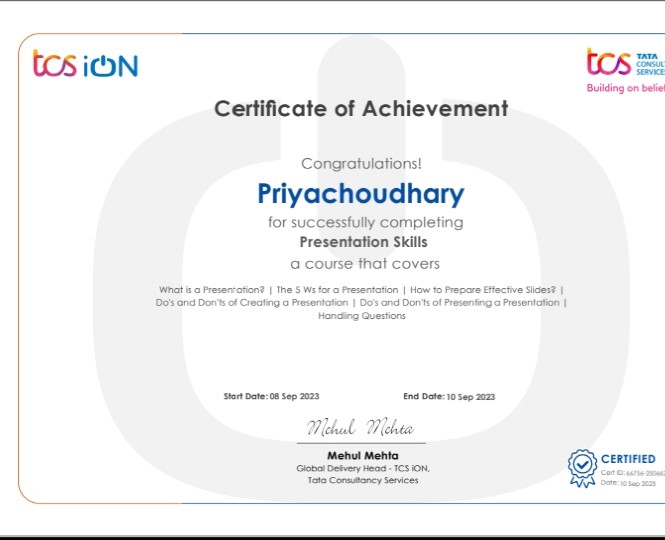 tcs iON
tcs TATA
CONSUL
SERVICES
Building on belief
Certificate of Achievement
Congratulations!
Priyachoudhary
for successfully completing
Presentation Skills
a course that covers
What is a Presentation? | The 5 Ws for a Presentation | How to Prepare Effective Slides? |
Do's and Don'ts of Creating a Presentation | Do's and Don'ts of Presenting a Presentation |
Handling Questions
Start Date: 08 Sep 2023 End Date: 10 Sep 2023
Mehul Mehta
Mehul Mehta
Global Delivery Head - TCS iON,
Tata Consultancy Services
CERTIFIED
Cert ID:
Date: 10 Sep 2023